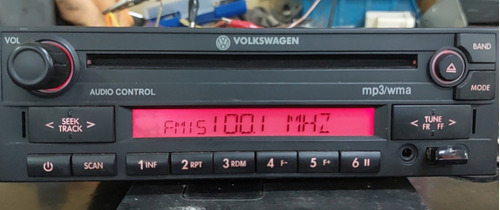 VOL
VOLKSWAGEN
BAND
AUDIO CONTROL
mp3/wma
MODE
< SEEK TRACK >
FM1S 100.1 MHZ
< TUNE FR FF >
SCAN
1 INF
2 RPT
3 RDM
4 F-
5 F+
6 II